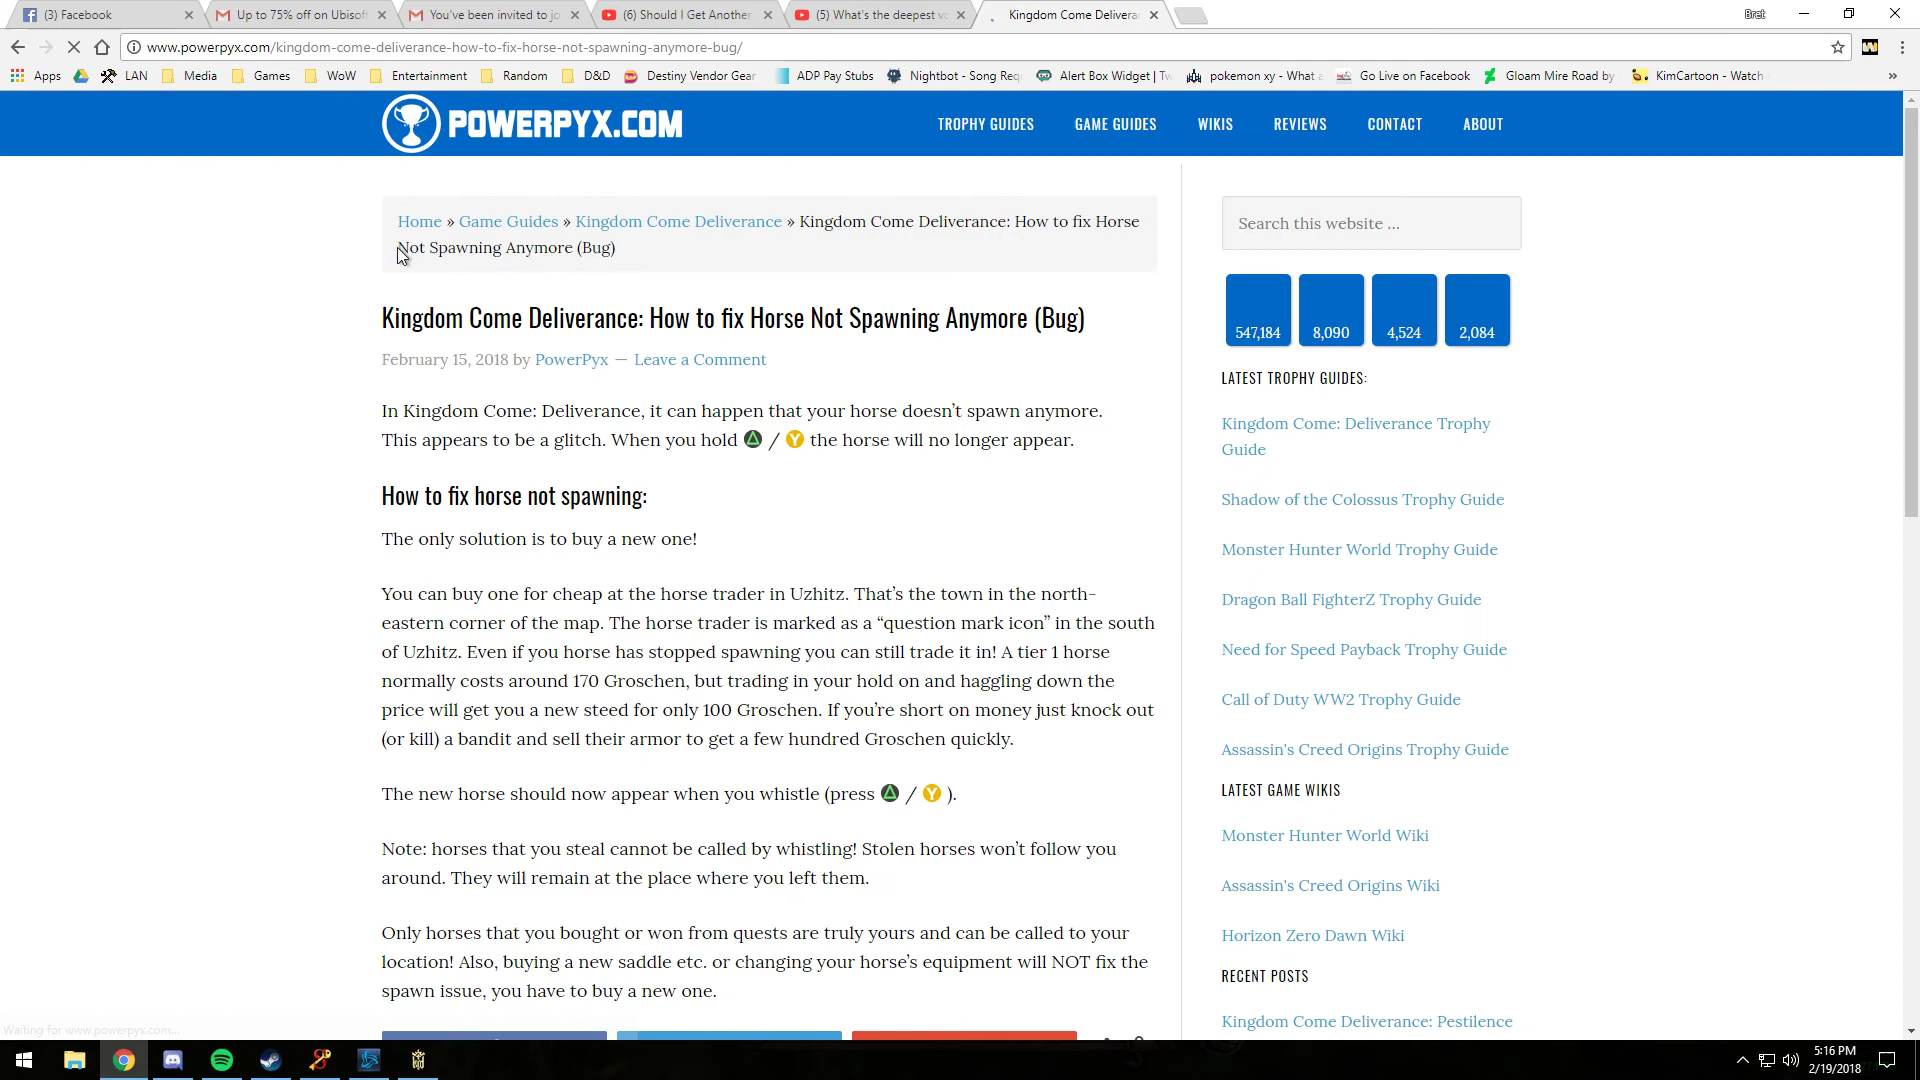 (3) Facebook
Up to 75% off on Ubisof
You've been invited to jo
(6) Should I Get Another
(5) What's the deepest vo
Kingdom Come Deliveran
Bret
www.powerpyx.com/kingdom-come-deliverance-how-to-fix-horse-not-spawning-anymore-bug/
Apps LAN Media Games WoW Entertainment Random D&D Destiny Vendor Gear ADP Pay Stubs Nightbot - Song Req Alert Box Widget | Tw pokemon xy - What a Go Live on Facebook Gloam Mire Road by KimCartoon - Watch »
POWERPYX.COM
TROPHY GUIDES GAME GUIDES WIKIS REVIEWS CONTACT ABOUT
Home » Game Guides » Kingdom Come Deliverance » Kingdom Come Deliverance: How to fix Horse
Not Spawning Anymore (Bug)
Kingdom Come Deliverance: How to fix Horse Not Spawning Anymore (Bug)
February 15, 2018 by PowerPyx — Leave a Comment
In Kingdom Come: Deliverance, it can happen that your horse doesn’t spawn anymore.
This appears to be a glitch. When you hold / Y the horse will no longer appear.
How to fix horse not spawning:
The only solution is to buy a new one!
You can buy one for cheap at the horse trader in Uzhitz. That’s the town in the north-
eastern corner of the map. The horse trader is marked as a “question mark icon” in the south
of Uzhitz. Even if you horse has stopped spawning you can still trade it in! A tier 1 horse
normally costs around 170 Groschen, but trading in your hold on and haggling down the
price will get you a new steed for only 100 Groschen. If you’re short on money just knock out
(or kill) a bandit and sell their armor to get a few hundred Groschen quickly.
The new horse should now appear when you whistle (press / Y ).
Note: horses that you steal cannot be called by whistling! Stolen horses won’t follow you
around. They will remain at the place where you left them.
Only horses that you bought or won from quests are truly yours and can be called to your
location! Also, buying a new saddle etc. or changing your horse’s equipment will NOT fix the
spawn issue, you have to buy a new one.
Search this website …
547,184 8,090 4,524 2,084
LATEST TROPHY GUIDES:
Kingdom Come: Deliverance Trophy
Guide
Shadow of the Colossus Trophy Guide
Monster Hunter World Trophy Guide
Dragon Ball FighterZ Trophy Guide
Need for Speed Payback Trophy Guide
Call of Duty WW2 Trophy Guide
Assassin's Creed Origins Trophy Guide
LATEST GAME WIKIS
Monster Hunter World Wiki
Assassin's Creed Origins Wiki
Horizon Zero Dawn Wiki
RECENT POSTS
Kingdom Come Deliverance: Pestilence
Waiting for www.powerpyx.com...
5:16 PM
2/19/2018